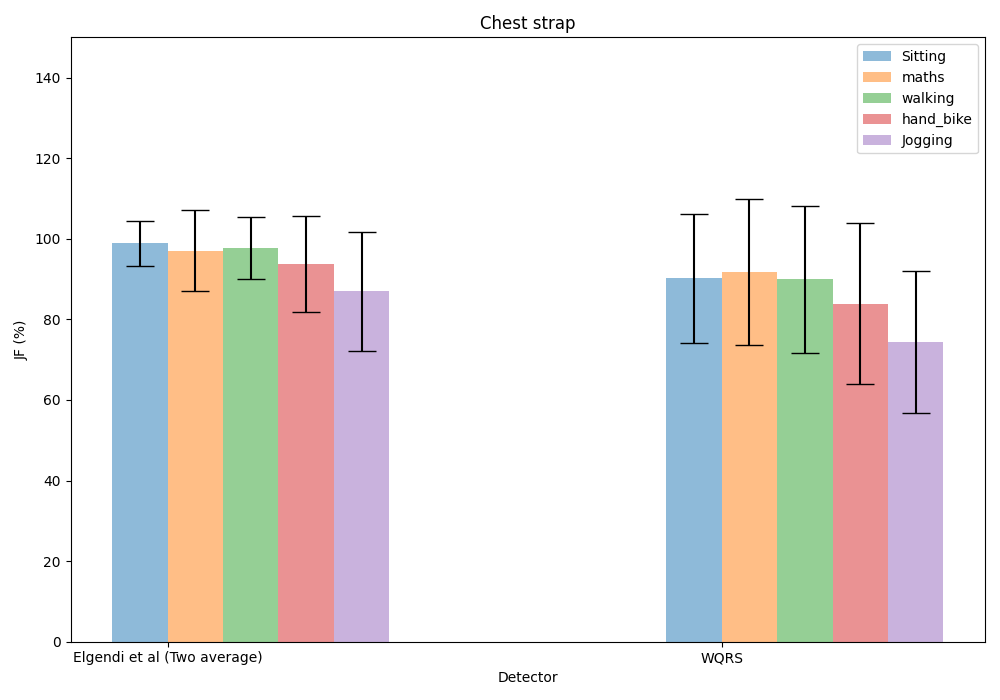 Chest strap
Sitting
maths
walking
hand_bike
Jogging
JF (%)
140
120
100
80
60
40
20
0
Elgendi et al (Two average)
WQRS
Detector